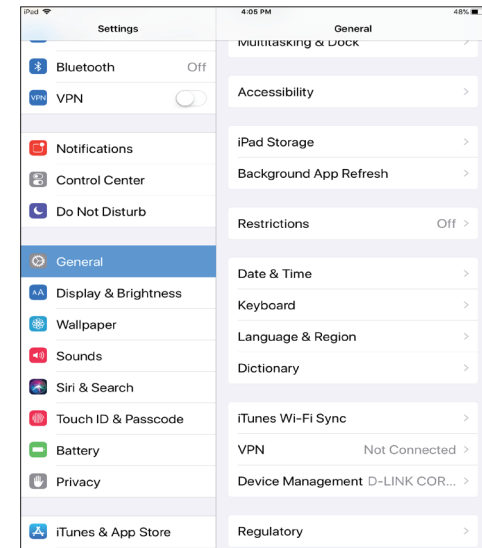 iPad 4:05 PM 48%
Settings
General
Multitasking & Dock
Bluetooth Off
VPN VPN
Accessibility
Notifications
iPad Storage
Control Center
Background App Refresh
Do Not Disturb
Restrictions Off
General
Date & Time
AA Display & Brightness
Keyboard
Wallpaper
Language & Region
Sounds
Dictionary
Siri & Search
Touch ID & Passcode
iTunes Wi-Fi Sync
Battery
VPN Not Connected
Privacy
Device Management D-LINK COR...
iTunes & App Store
Regulatory